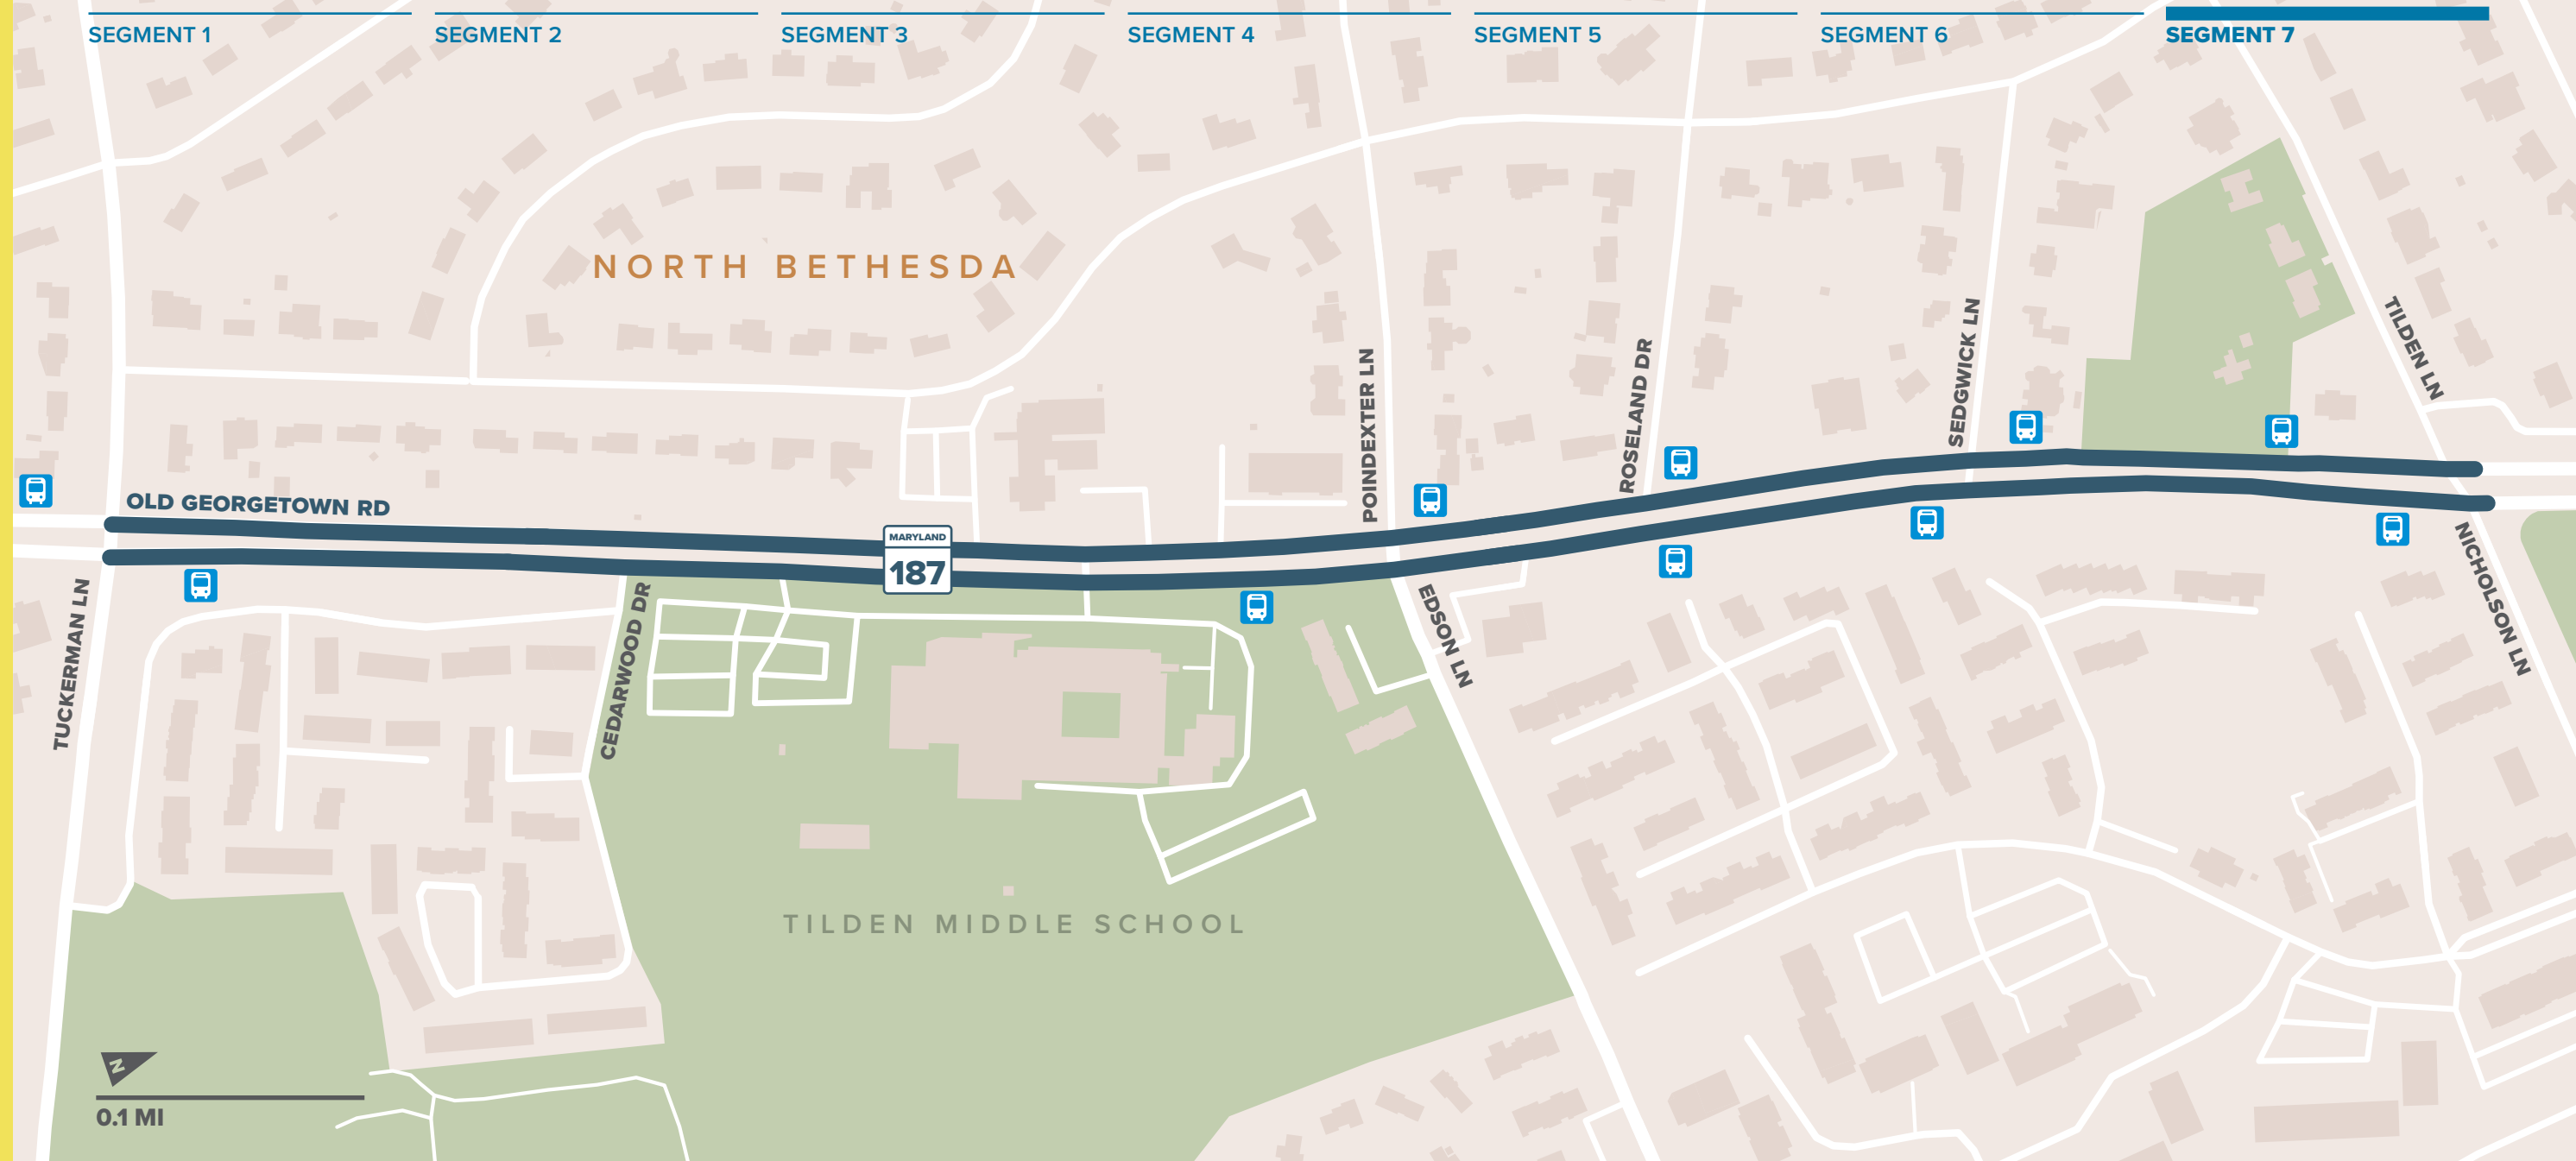 SEGMENT 1
SEGMENT 2
SEGMENT 3
SEGMENT 4
SEGMENT 5
SEGMENT 6
SEGMENT 7
NORTH BETHESDA
TILDEN LN
SEDGWICK LN
ROSELAND DR
POINDEXTER LN
OLD GEORGETOWN RD
MARYLAND
187
TUCKERMAN LN
CEDARWOOD DR
EDSON LN
NICHOLSON LN
TILDEN MIDDLE SCHOOL
N
0.1 MI